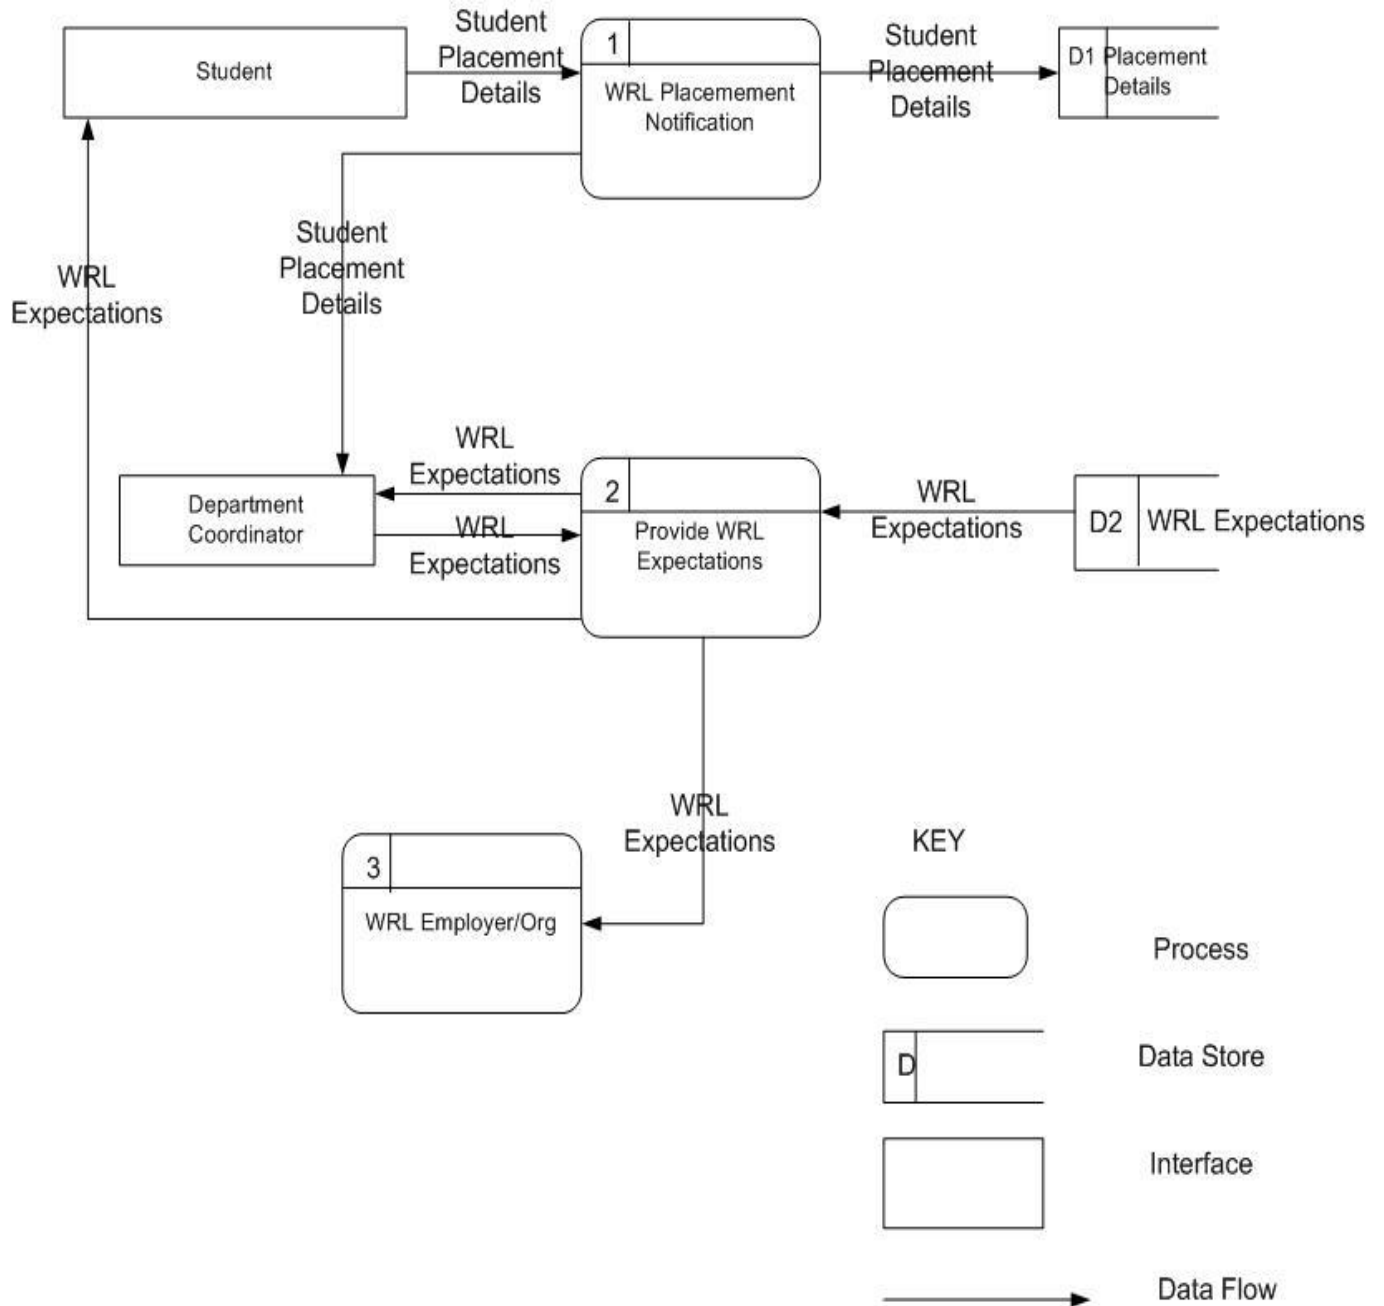 Student
Placement
Details
Student
1
WRL Placemement
Notification
Student
Placement
Details
D1 Placement
Details
WRL
Expectations
Student
Placement
Details
Department
Coordinator
WRL
Expectations
WRL
Expectations
2
Provide WRL
Expectations
WRL
Expectations
D2 WRL Expectations
WRL
Expectations
3
WRL Employer/Org
KEY
Process
D
Data Store
Interface
Data Flow